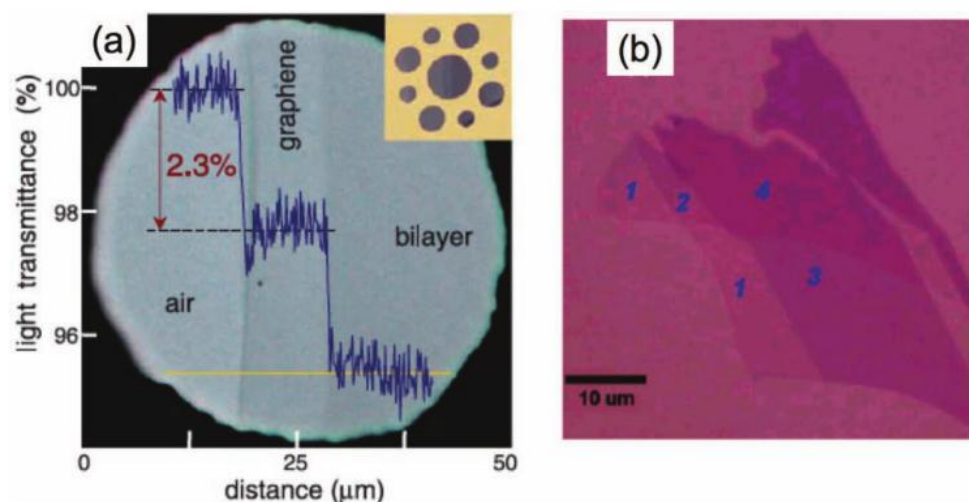 (a)
light transmittance (%)
100
98
96
2.3%
graphene
air
bilayer
0
25
50
distance (μm)
(b)
1
2
4
1
3
10 um